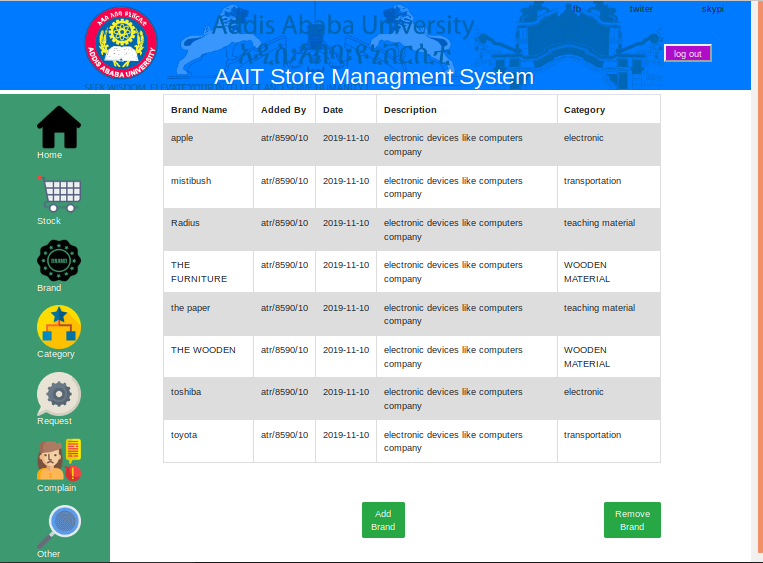 Addis Ababa University
fb twiter skypi
አዲስ አበባ ዩኒቨርሲቲ
ADDIS ABABA UNIVERSITY
log out
AAIT Store Managment System
Brand Name Added By Date Description Category
apple atr/8590/10 2019-11-10 electronic devices like computers company electronic
mistibush atr/8590/10 2019-11-10 electronic devices like computers company transportation
Radius atr/8590/10 2019-11-10 electronic devices like computers company teaching material
THE FURNITURE atr/8590/10 2019-11-10 electronic devices like computers company WOODEN MATERIAL
the paper atr/8590/10 2019-11-10 electronic devices like computers company teaching material
THE WOODEN atr/8590/10 2019-11-10 electronic devices like computers company WOODEN MATERIAL
toshiba atr/8590/10 2019-11-10 electronic devices like computers company electronic
toyota atr/8590/10 2019-11-10 electronic devices like computers company transportation
Home
Stock
BRAND
Brand
Category
Request
Complain
Other
Add Brand
Remove Brand